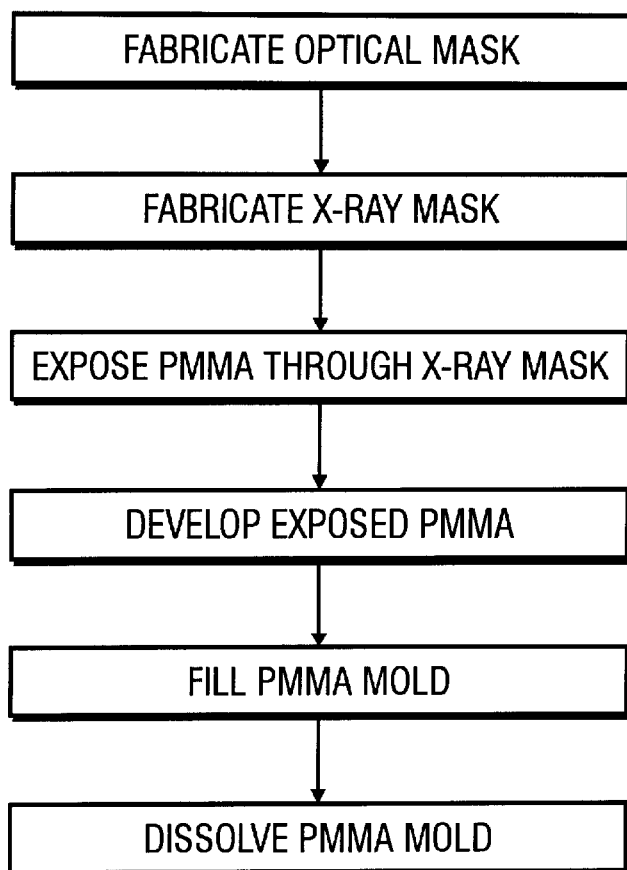 FABRICATE OPTICAL MASK
FABRICATE X-RAY MASK
EXPOSE PMMA THROUGH X-RAY MASK
DEVELOP EXPOSED PMMA
FILL PMMA MOLD
DISSOLVE PMMA MOLD